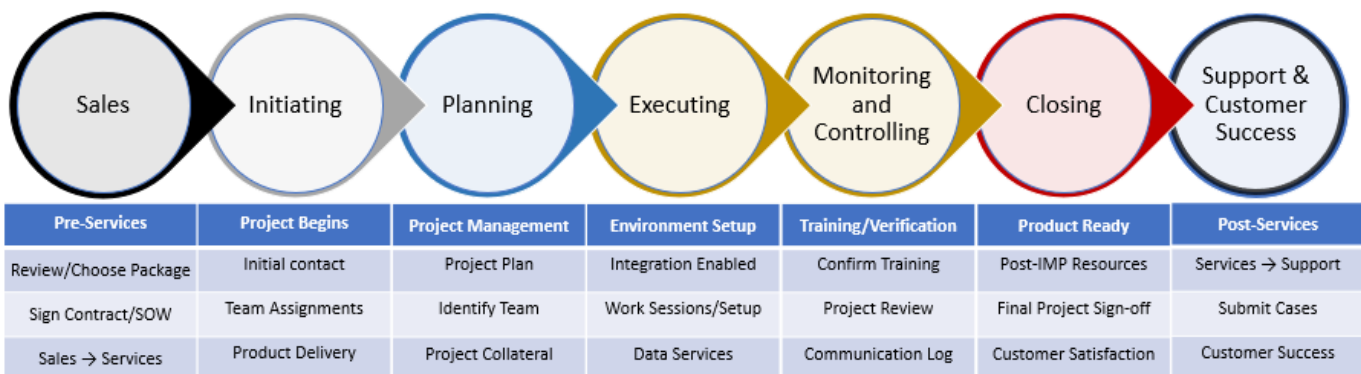 Sales
Initiating
Planning
Executing
Monitoring
and
Controlling
Closing
Support &
Customer
Success
Pre-Services
Project Begins
Project Management
Environment Setup
Training/Verification
Product Ready
Post-Services
Review/Choose Package
Initial contact
Project Plan
Integration Enabled
Confirm Training
Post-IMP Resources
Services → Support
Sign Contract/SOW
Team Assignments
Identify Team
Work Sessions/Setup
Project Review
Final Project Sign-off
Submit Cases
Sales → Services
Product Delivery
Project Collateral
Data Services
Communication Log
Customer Satisfaction
Customer Success